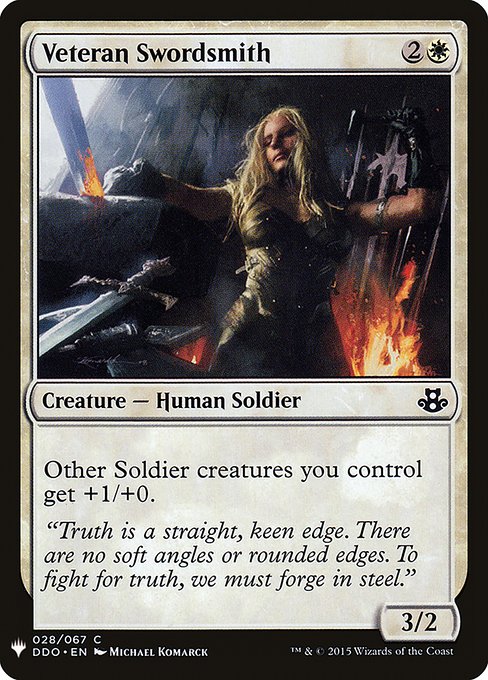 Veteran Swordsmith 2
Creature — Human Soldier
Other Soldier creatures you control
get +1/+0.
“Truth is a straight, keen edge. There
are no soft angles or rounded edges. To
fight for truth, we must forge in steel.”
3/2
028/067 C
DDO • EN Michael Komarck
™ & © 2015 Wizards of the Coast